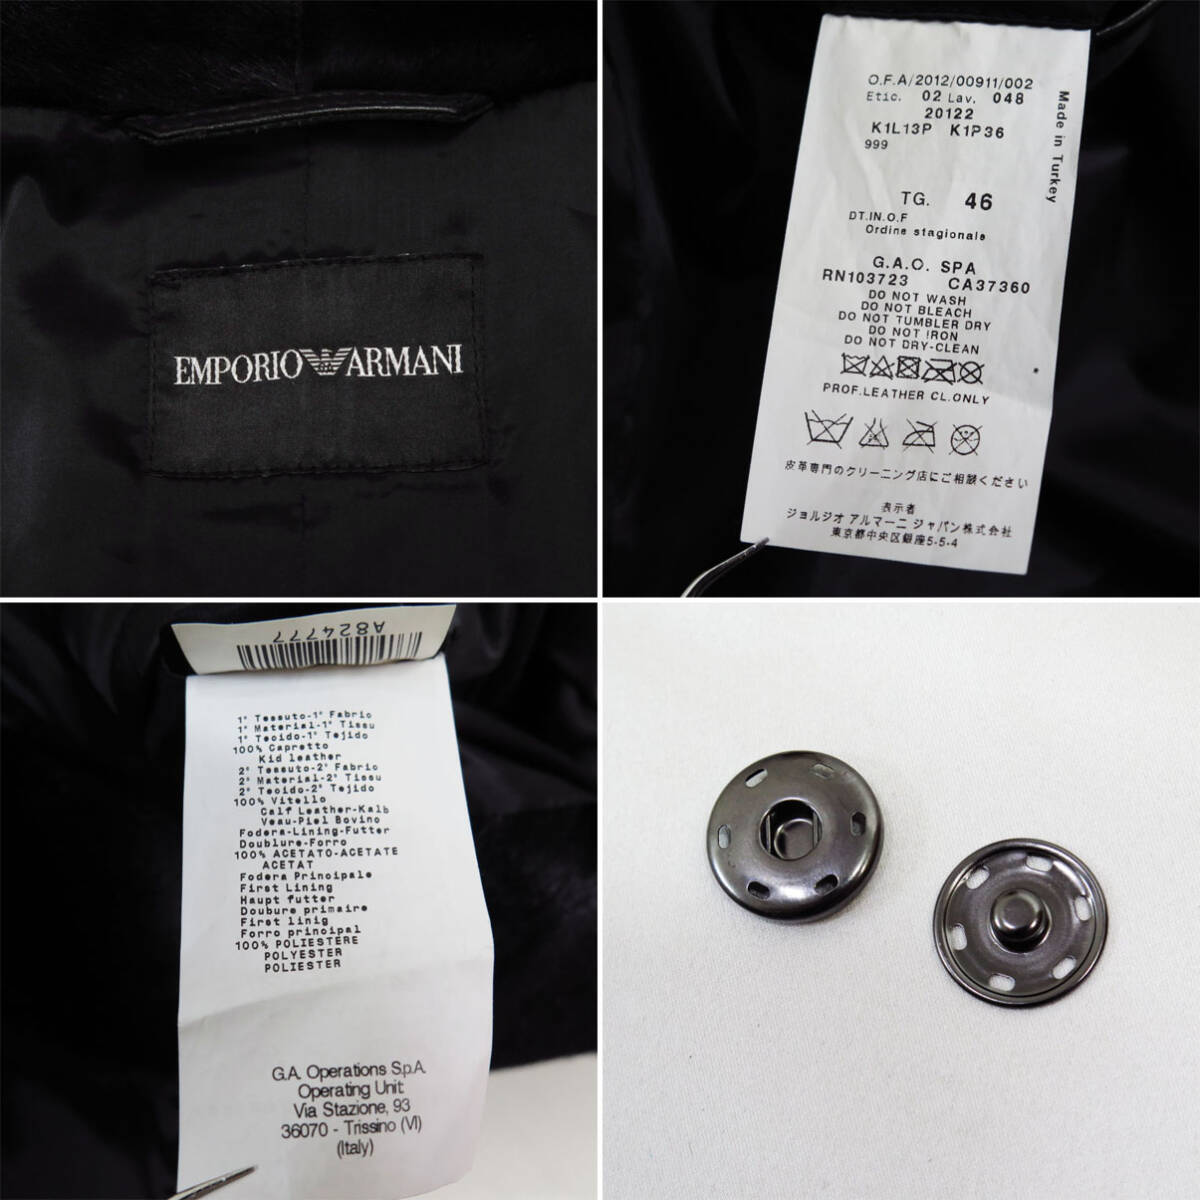 EMPORIO ARMANI
O.F.A/2012/00911/002
Etic. 02 Lav. 048
20122
K1L13P K1P36
999
Made in Turkey
TG. 46
DT.IN.O.F
Ordine stagionale
G.A.O. SPA
RN103723 CA37360
DO NOT WASH
DO NOT BLEACH
DO NOT TUMBLER DRY
DO NOT IRON
DO NOT DRY-CLEAN
PROF.LEATHER CL.ONLY
皮革専門のクリーニング店にご相談ください
表示者
ジョルジオ アルマーニ ジャパン株式会社
東京都中央区銀座5-5-4
A824777
1° Tessuto-1° Fabric
1° Material-1° Tissu
1° Tecido-1° Tejido
100% Capretto
Kid leather
2° Tessuto-2° Fabric
2° Material-2° Tissu
2° Tecido-2° Tejido
100% Vitello
Calf Leather-Kalb
Veau-Piel Bovino
Fodera-Lining-Futter
Doublure-Forro
100% ACETATO-ACETATE
ACETAT
Fodera Principale
First Lining
Haupt futter
Doubure primaire
First linig
Forro principal
100% POLIESTERE
POLYESTER
POLIESTER
G.A. Operations S.p.A.
Operating Unit
Via Stazione, 93
36070 - Trissino (VI)
(Italy)